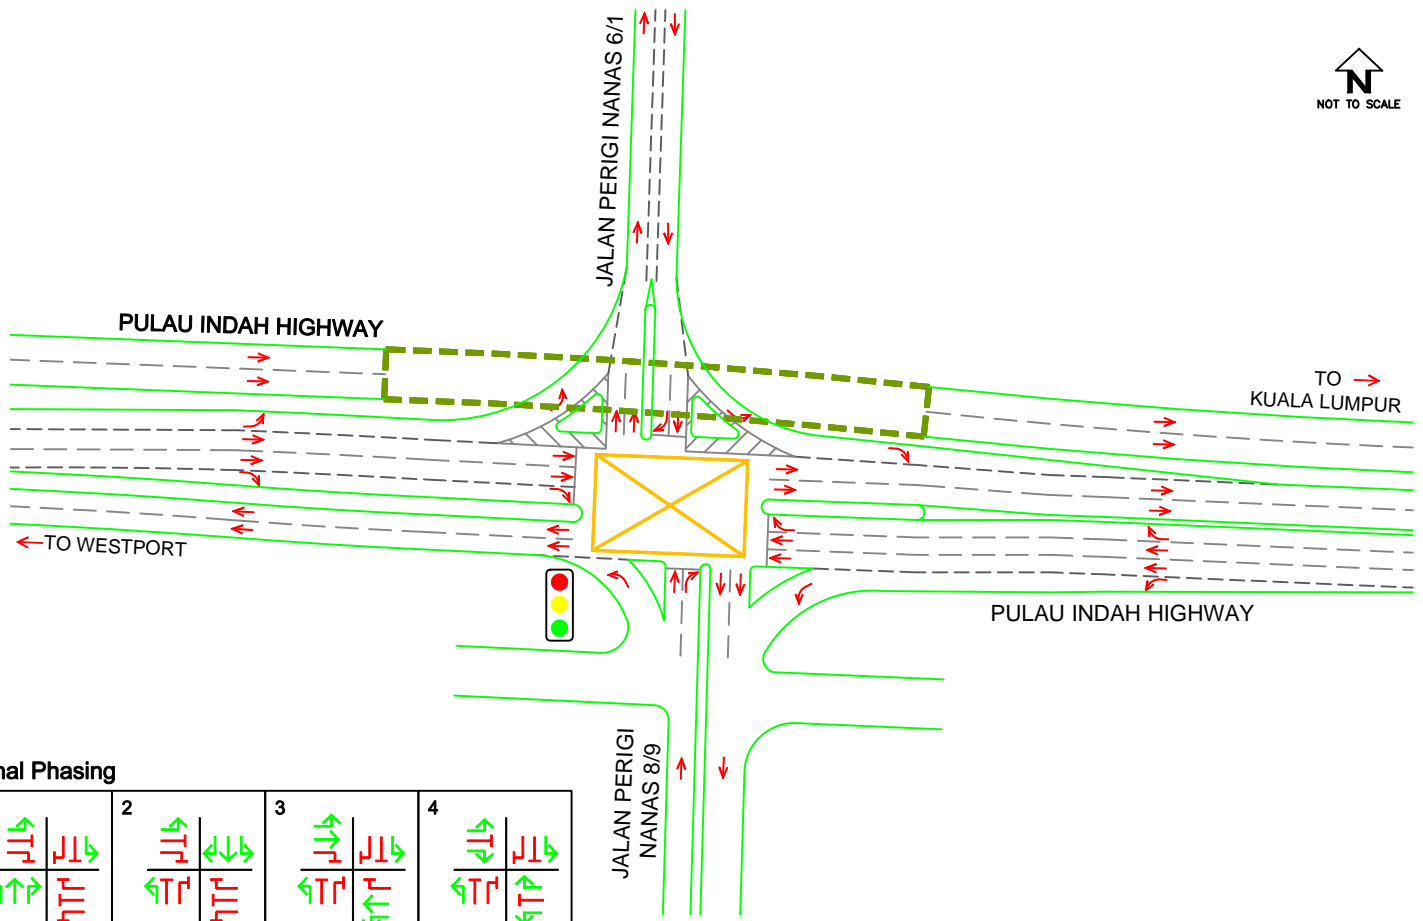 JALAN PERIGI NANAS 6/1
N
NOT TO SCALE
PULAU INDAH HIGHWAY
TO
KUALA LUMPUR
TO WESTPORT
PULAU INDAH HIGHWAY
JALAN PERIGI
NANAS 8/9
nal Phasing
2
3
4